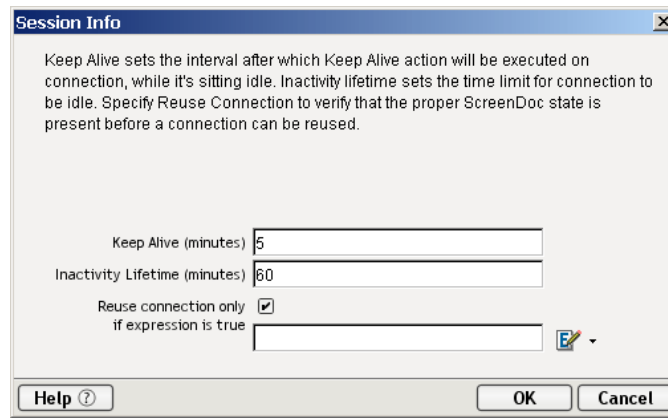 Session Info
Keep Alive sets the interval after which Keep Alive action will be executed on
connection, while it's sitting idle. Inactivity lifetime sets the time limit for connection to
be idle. Specify Reuse Connection to verify that the proper ScreenDoc state is
present before a connection can be reused.
Keep Alive (minutes) 5
Inactivity Lifetime (minutes) 60
Reuse connection only
if expression is true
Help ? OK Cancel